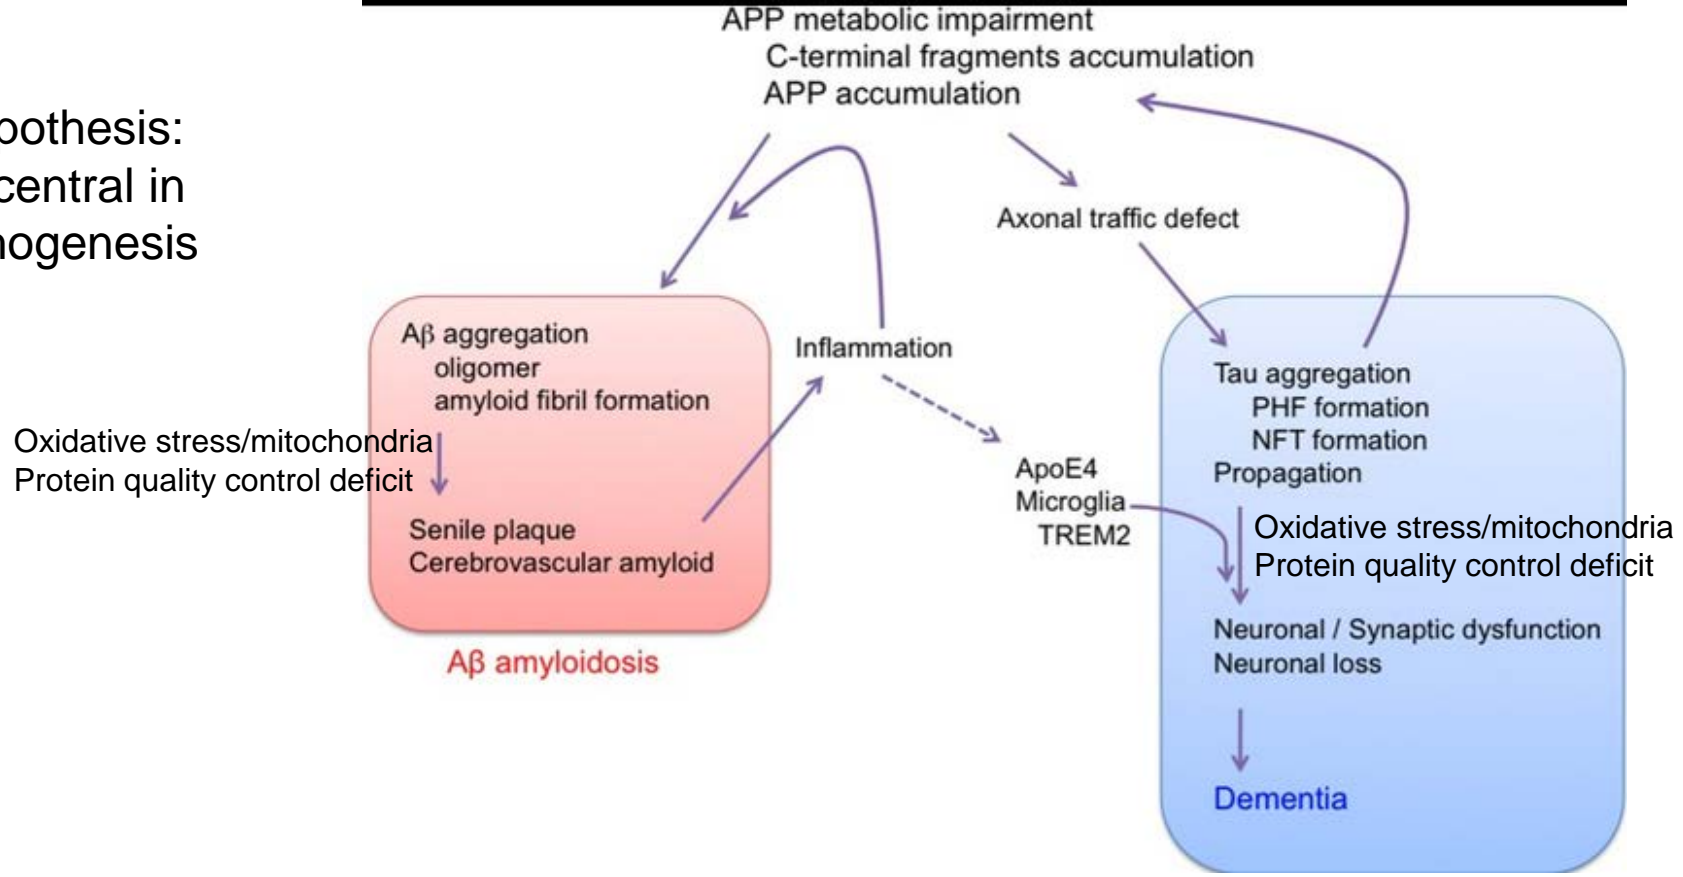 APP metabolic impairment
C-terminal fragments accumulation
APP accumulation
central in
Axonal traffic defect
Aβ aggregation
oligomer
amyloid fibril formation
Oxidative stress/mitochondria
Protein quality control deficit
Senile plaque
Cerebrovascular amyloid
Aβ amyloidosis
Inflammation
ApoE4
Microglia
TREM2
Tau aggregation
PHF formation
NFT formation
Propagation
Oxidative stress/mitochondria
Protein quality control deficit
Neuronal / Synaptic dysfunction
Neuronal loss
Dementia